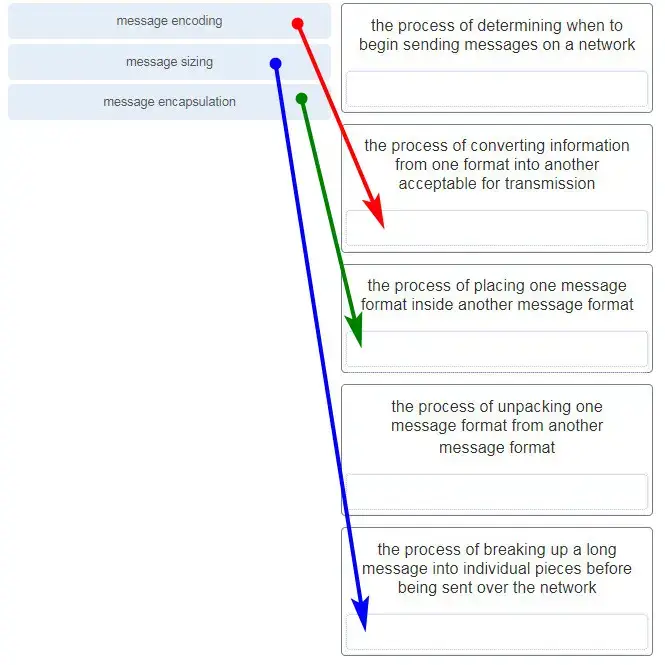 message encoding
message sizing
message encapsulation
the process of determining when to
begin sending messages on a network
the process of converting information
from one format into another
acceptable for transmission
the process of placing one message
format inside another message format
the process of unpacking one
message format from another
message format
the process of breaking up a long
message into individual pieces before
being sent over the network